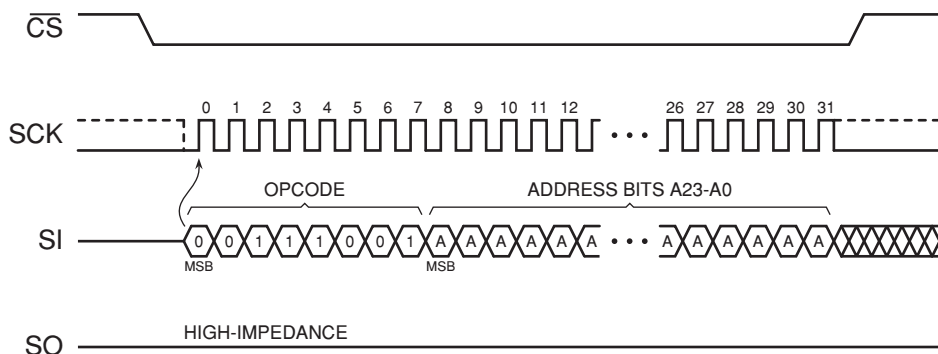 CS
SCK
0 1 2 3 4 5 6 7 8 9 10 11 12 26 27 28 29 30 31
OPCODE ADDRESS BITS A23-A0
SI
0 0 1 1 1 0 0 1 A A A A A A A A A A A A
MSB MSB
HIGH-IMPEDANCE
SO